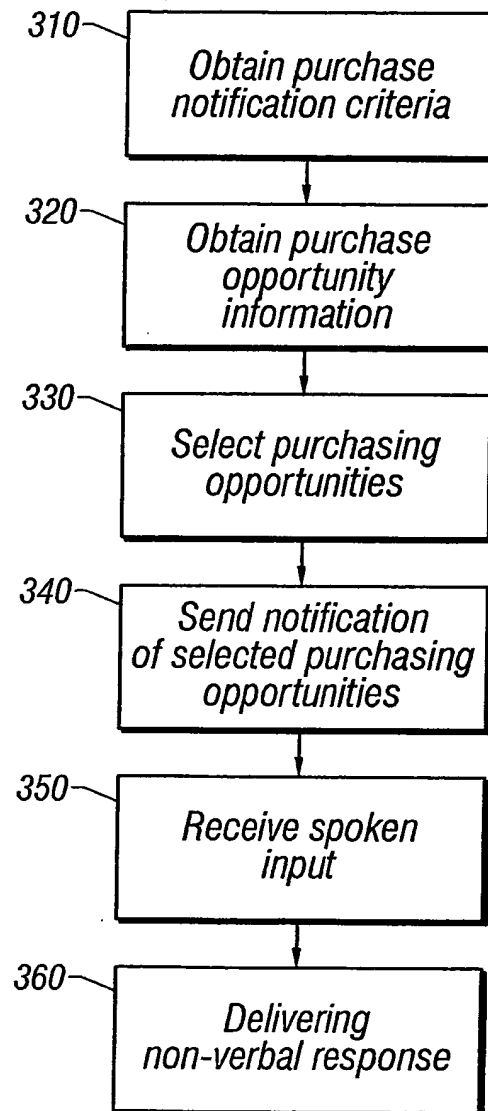 310
Obtain purchase
notification criteria
320
Obtain purchase
opportunity
information
330
Select purchasing
opportunities
340
Send notification
of selected purchasing
opportunities
350
Receive spoken
input
360
Delivering
non-verbal response